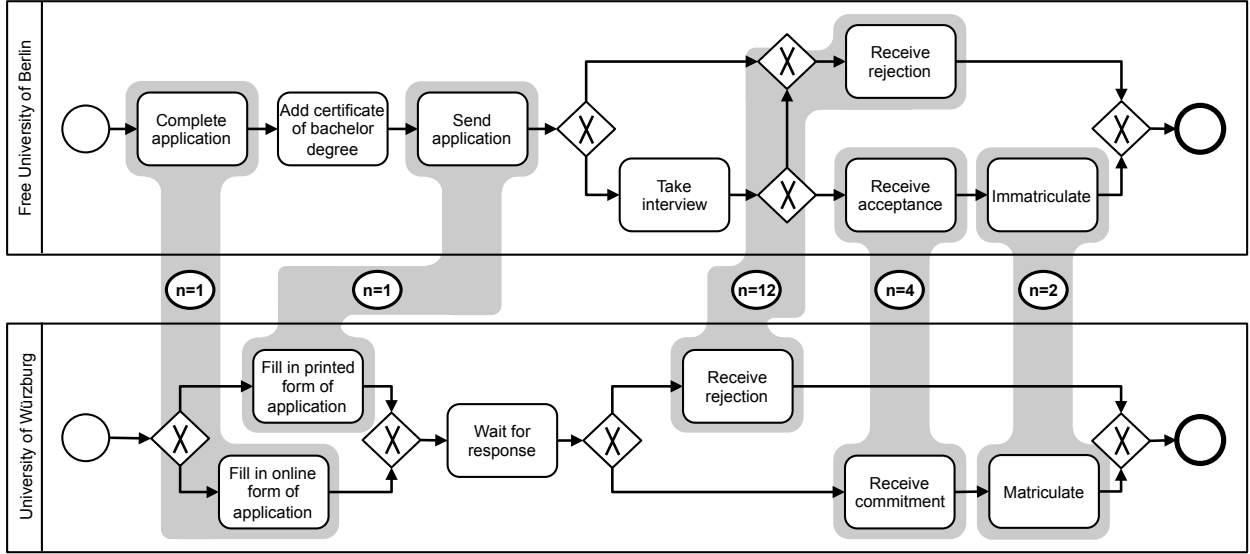 Free University of Berlin
Complete
application
Add certificate
of bachelor
degree
Send
application
X
Take
interview
X
X
Receive
rejection
Receive
acceptance
Immatriculate
X
n=1
n=1
n=12
n=4
n=2
University of Würzburg
X
Fill in printed
form of
application
Fill in online
form of
application
X
Wait for
response
X
Receive
rejection
Receive
commitment
Matriculate
X